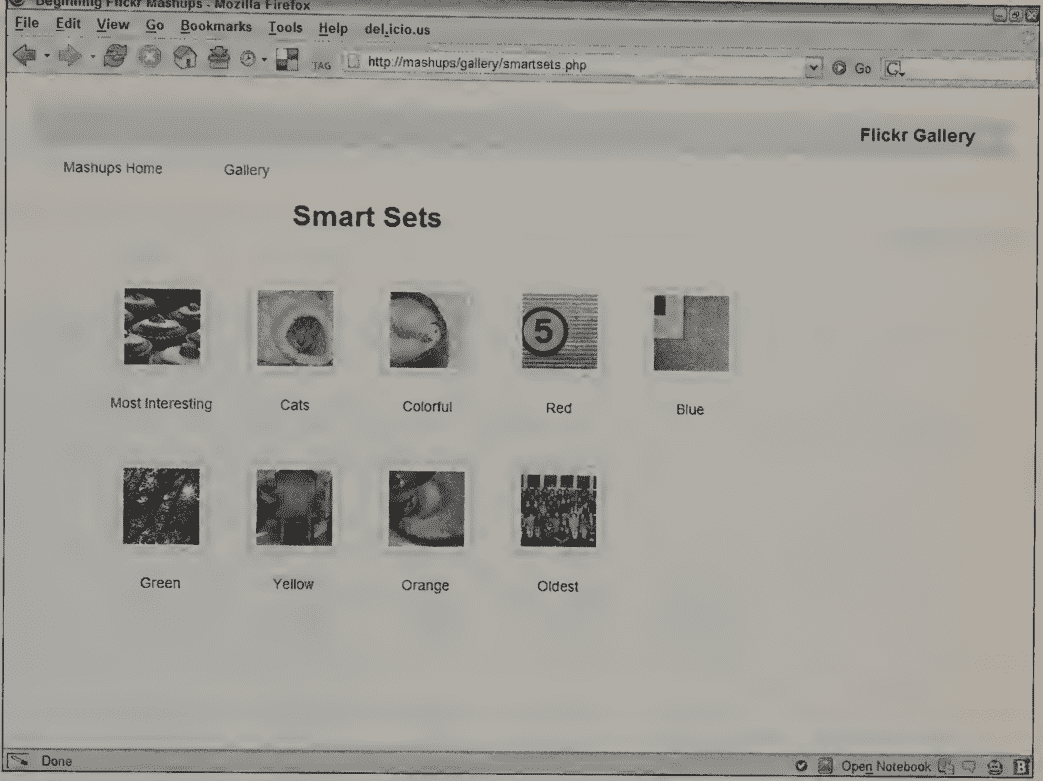 Beginning Flickr Mashups - Mozilla Firefox
File Edit View Go Bookmarks Tools Help del.icio.us
TAG http://mashups/gallery/smartsets.php Go G
Flickr Gallery
Mashups Home Gallery
Smart Sets
5
Most Interesting Cats Colorful Red Blue
Green Yellow Orange Oldest
Done Open Notebook B